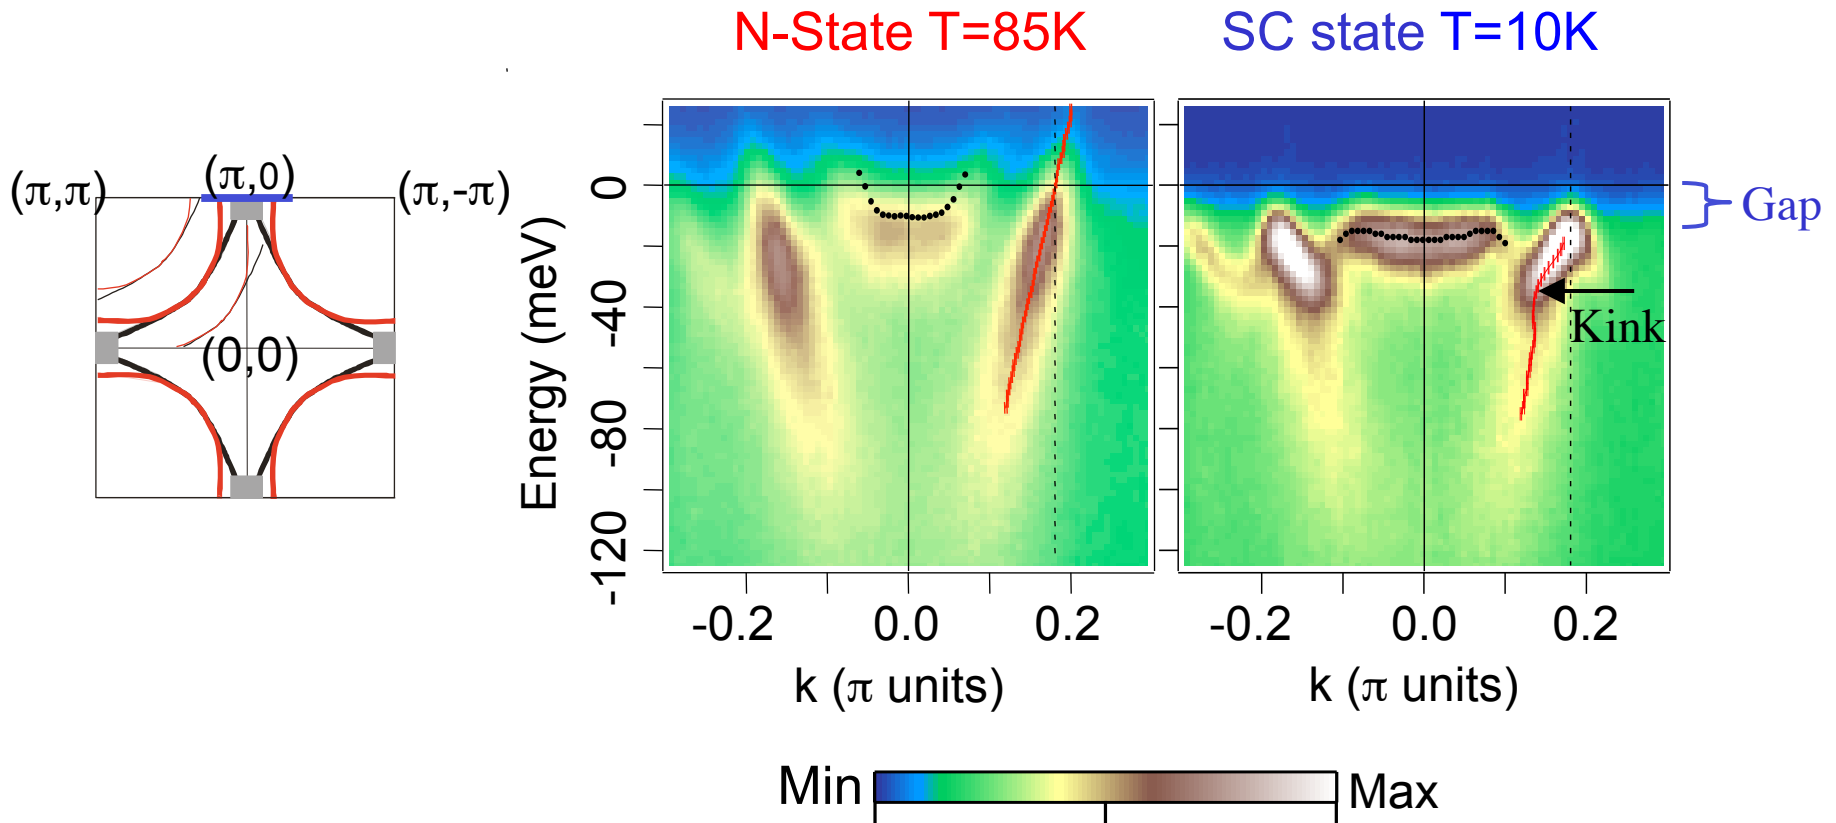 N-State T=85K
SC state T=10K
(π,π)
(π,0)
(π,-π)
(0,0)
Energy (meV)
0
-40
-80
-120
-0.2
0.0
0.2
k (π units)
Gap
Kink
-0.2
0.0
0.2
k (π units)
Min
Max